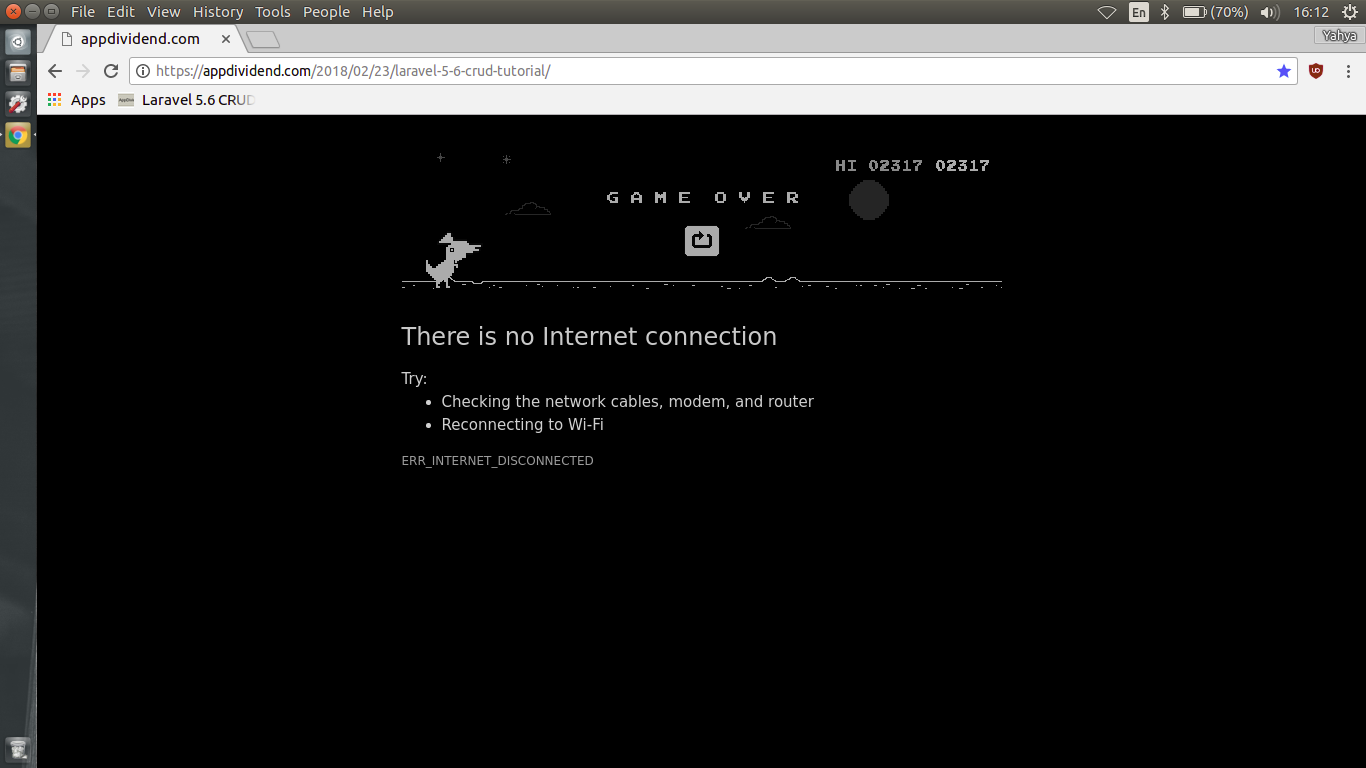 File Edit View History Tools People Help
En (70%) 16:12
appdividend.com
Yahya
https://appdividend.com/2018/02/23/laravel-5-6-crud-tutorial/
Apps Laravel 5.6 CRUD
HI 02317 02317
GAME OVER
There is no Internet connection
Try:
• Checking the network cables, modem, and router
• Reconnecting to Wi-Fi
ERR_INTERNET_DISCONNECTED